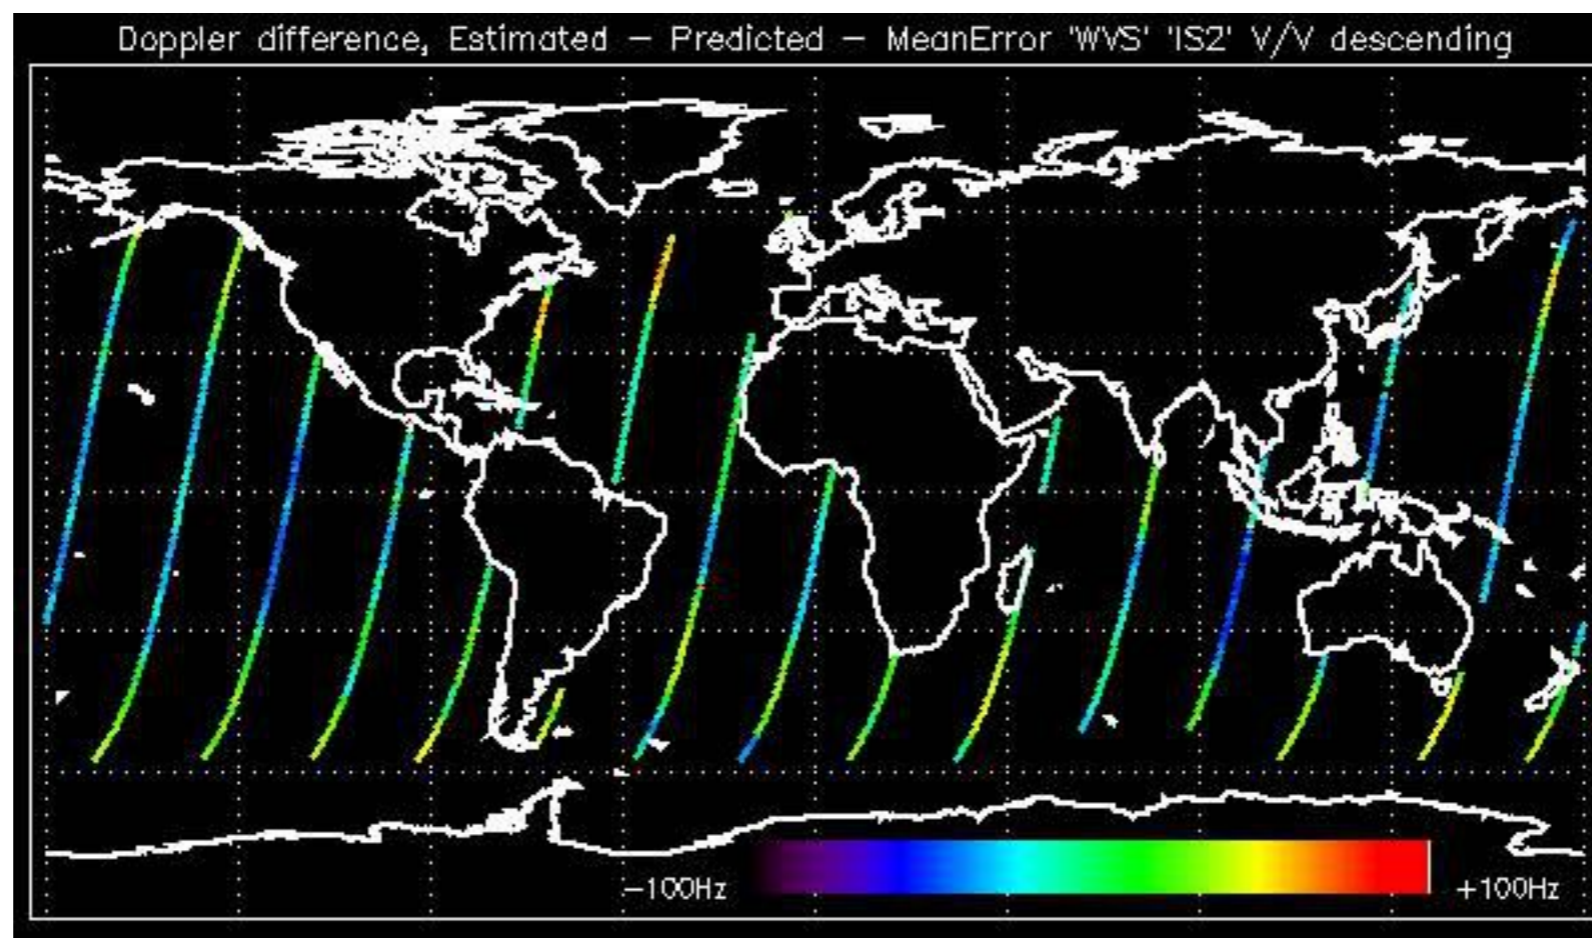 Doppler difference, Estimated – Predicted – MeanError 'WVS' 'IS2' V/V descending
–100Hz
+100Hz